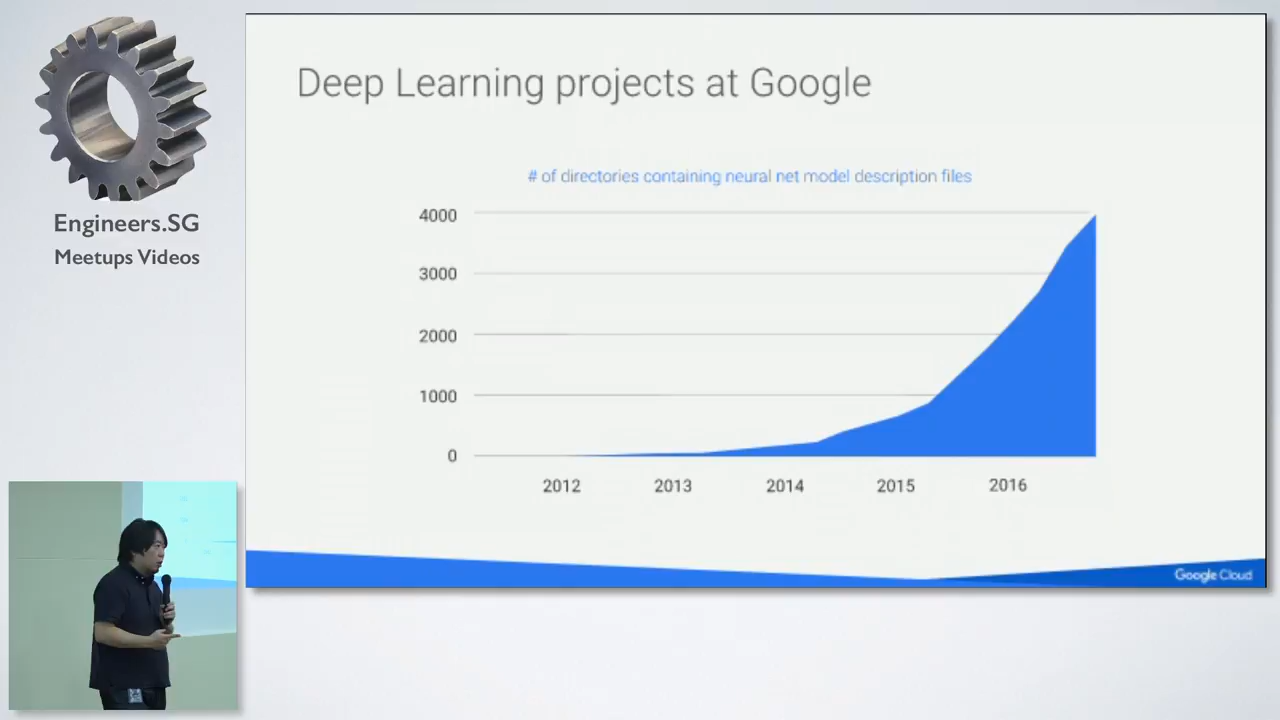 Engineers.SG
Meetups Videos
Deep Learning projects at Google
# of directories containing neural net model description files
4000
3000
2000
1000
0
2012
2013
2014
2015
2016
Google Cloud